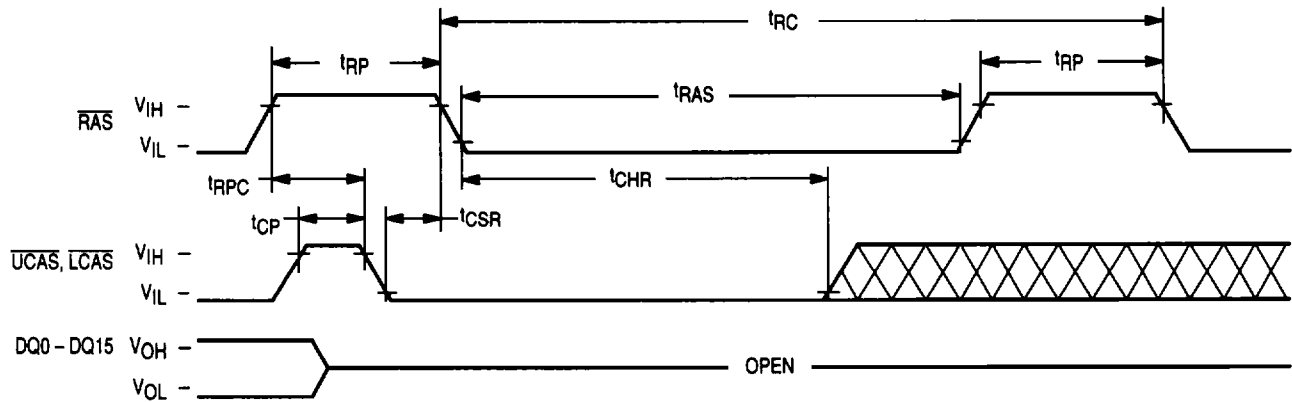 tRC
tRP
tRP
tRAS
RAS
VIH
VIL
tRPC
tCHR
tCP
tCSR
UCAS, LCAS
VIH
VIL
DQ0 – DQ15
VOH
OPEN
VOL